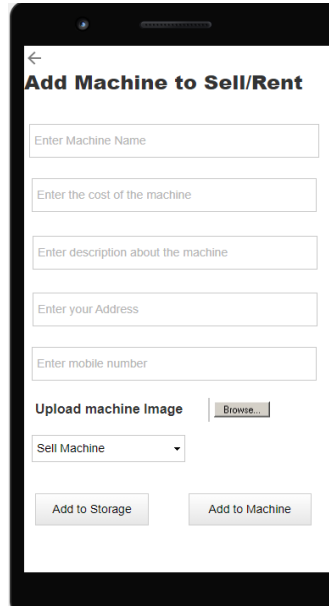 Add Machine to Sell/Rent
Enter Machine Name
Enter the cost of the machine
Enter description about the machine
Enter your Address
Enter mobile number
Upload machine Image Browse...
Sell Machine
Add to Storage Add to Machine